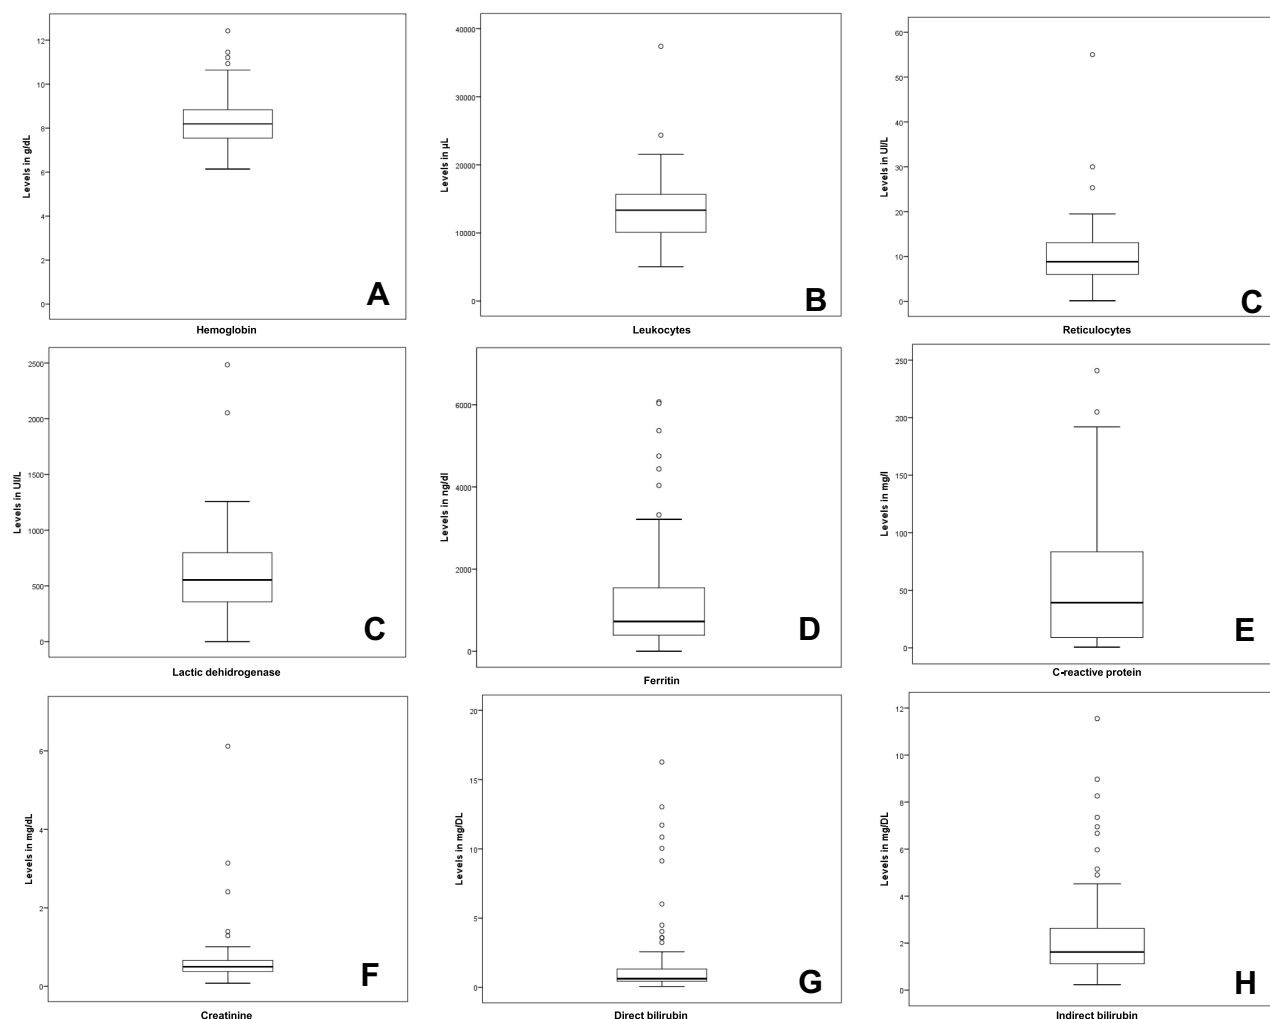 12
10
8
6
4
2
0
Levels in g/dL
A
Hemoglobin
40000
30000
20000
10000
0
Levels in µL
B
Leukocytes
60
50
40
30
20
10
0
Levels in UI/L
C
Reticulocytes
2500
2000
1500
1000
500
0
Levels in UI/L
C
Lactic dehidrogenase
6000
4000
2000
0
Levels in ng/dl
D
Ferritin
250
200
150
100
50
0
Levels in mg/l
E
C-reactive protein
6
4
2
0
Levels in mg/dL
F
Creatinine
20
15
10
5
0
Levels in mg/DL
G
Direct bilirubin
12
10
8
6
4
2
0
Levels in mg/DL
H
Indirect bilirubin